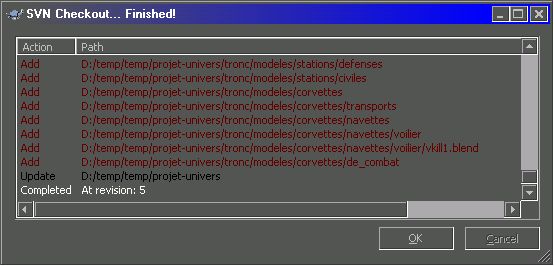 SVN Checkout... Finished!
Action Path
Add D:/temp/temp/projet-univers/tronc/modeles/stations/defenses
Add D:/temp/temp/projet-univers/tronc/modeles/stations/civiles
Add D:/temp/temp/projet-univers/tronc/modeles/corvettes
Add D:/temp/temp/projet-univers/tronc/modeles/corvettes/transports
Add D:/temp/temp/projet-univers/tronc/modeles/corvettes/navettes
Add D:/temp/temp/projet-univers/tronc/modeles/corvettes/navettes/voilier
Add D:/temp/temp/projet-univers/tronc/modeles/corvettes/navettes/voilier/vkill1.blend
Add D:/temp/temp/projet-univers/tronc/modeles/corvettes/de_combat
Update D:/temp/temp/projet-univers
Completed At revision: 5
OK Cancel